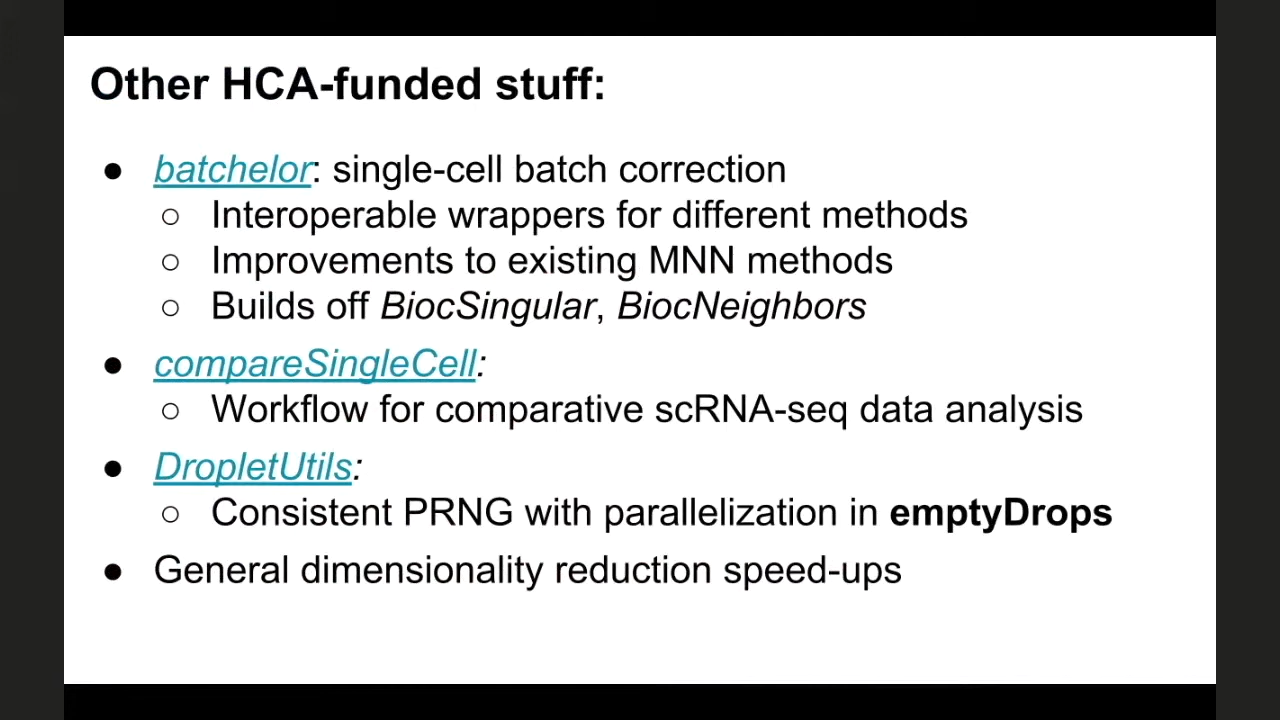 Other HCA-funded stuff:
● batchelor: single-cell batch correction
○ Interoperable wrappers for different methods
○ Improvements to existing MNN methods
○ Builds off BiocSingular, BiocNeighbors
● compareSingleCell:
○ Workflow for comparative scRNA-seq data analysis
● DropletUtils:
○ Consistent PRNG with parallelization in emptyDrops
● General dimensionality reduction speed-ups